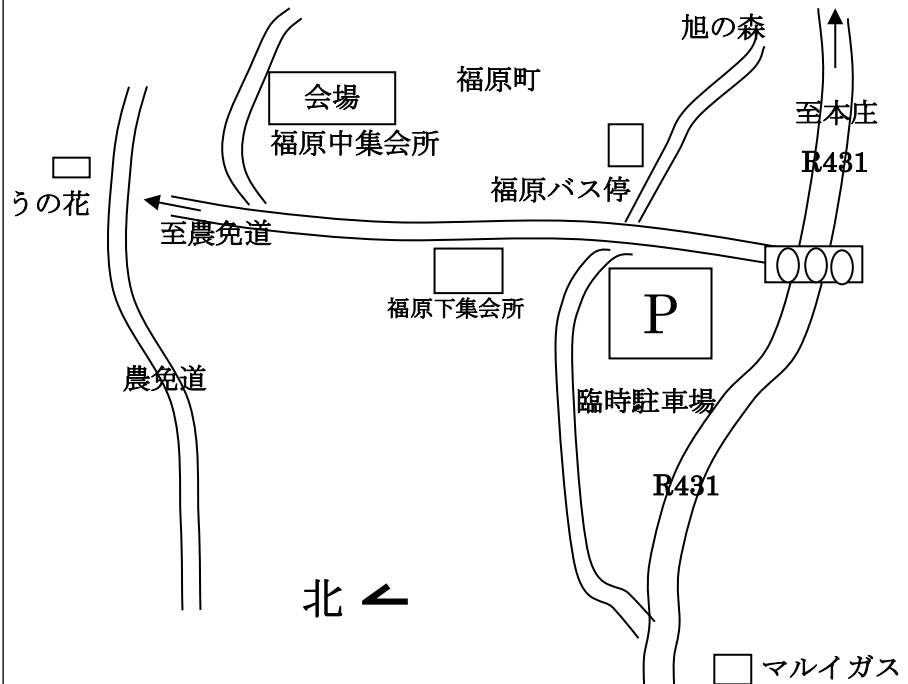 旭の森
福原町
会場
至本庄
福原中集会所
R431
福原バス停
うの花
至農免道
福原下集会所
P
農免道
臨時駐車場
R431
北
マルイガス